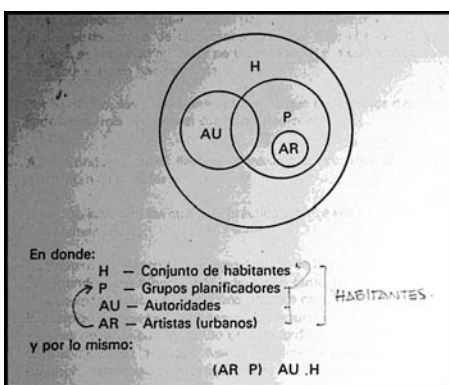 H
P
AU
AR
En donde:
H — Conjunto de habitantes
P — Grupos planificadores
AU — Autoridades
AR — Artistas (urbanos)
HABITANTES.
y por lo mismo:
(AR P) AU .H